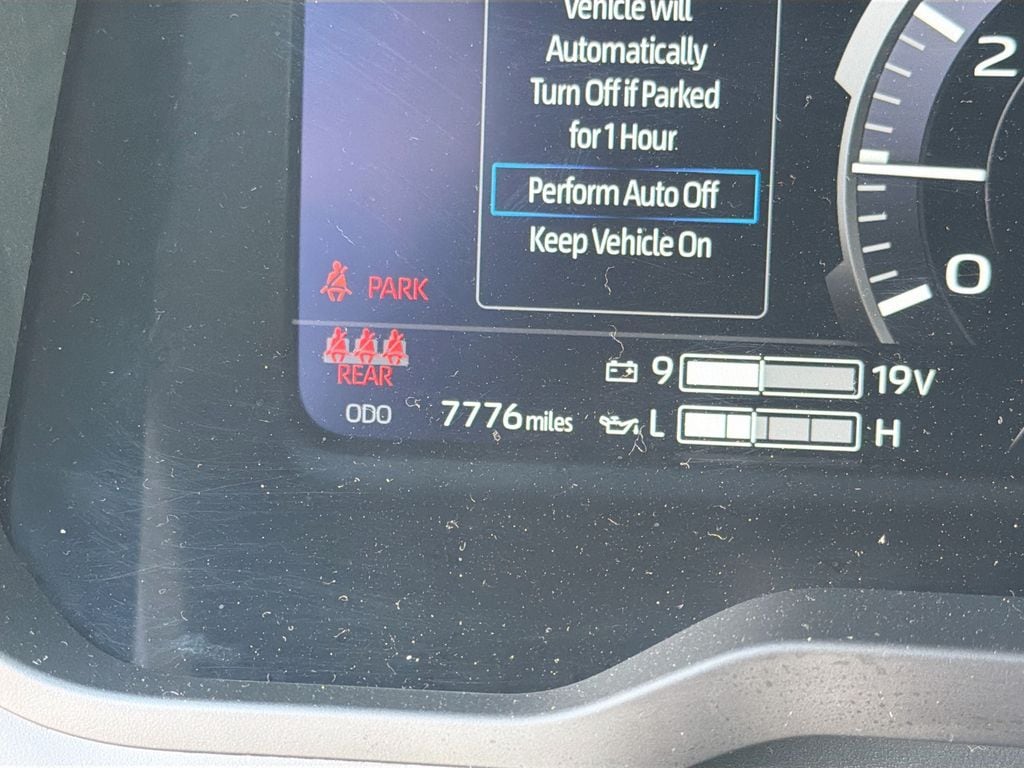 Vehicle will
Automatically
Turn Off if Parked
for 1 Hour.
Perform Auto Off
Keep Vehicle On
2
0
PARK
REAR
9 19V
ODO 7776 miles
L H